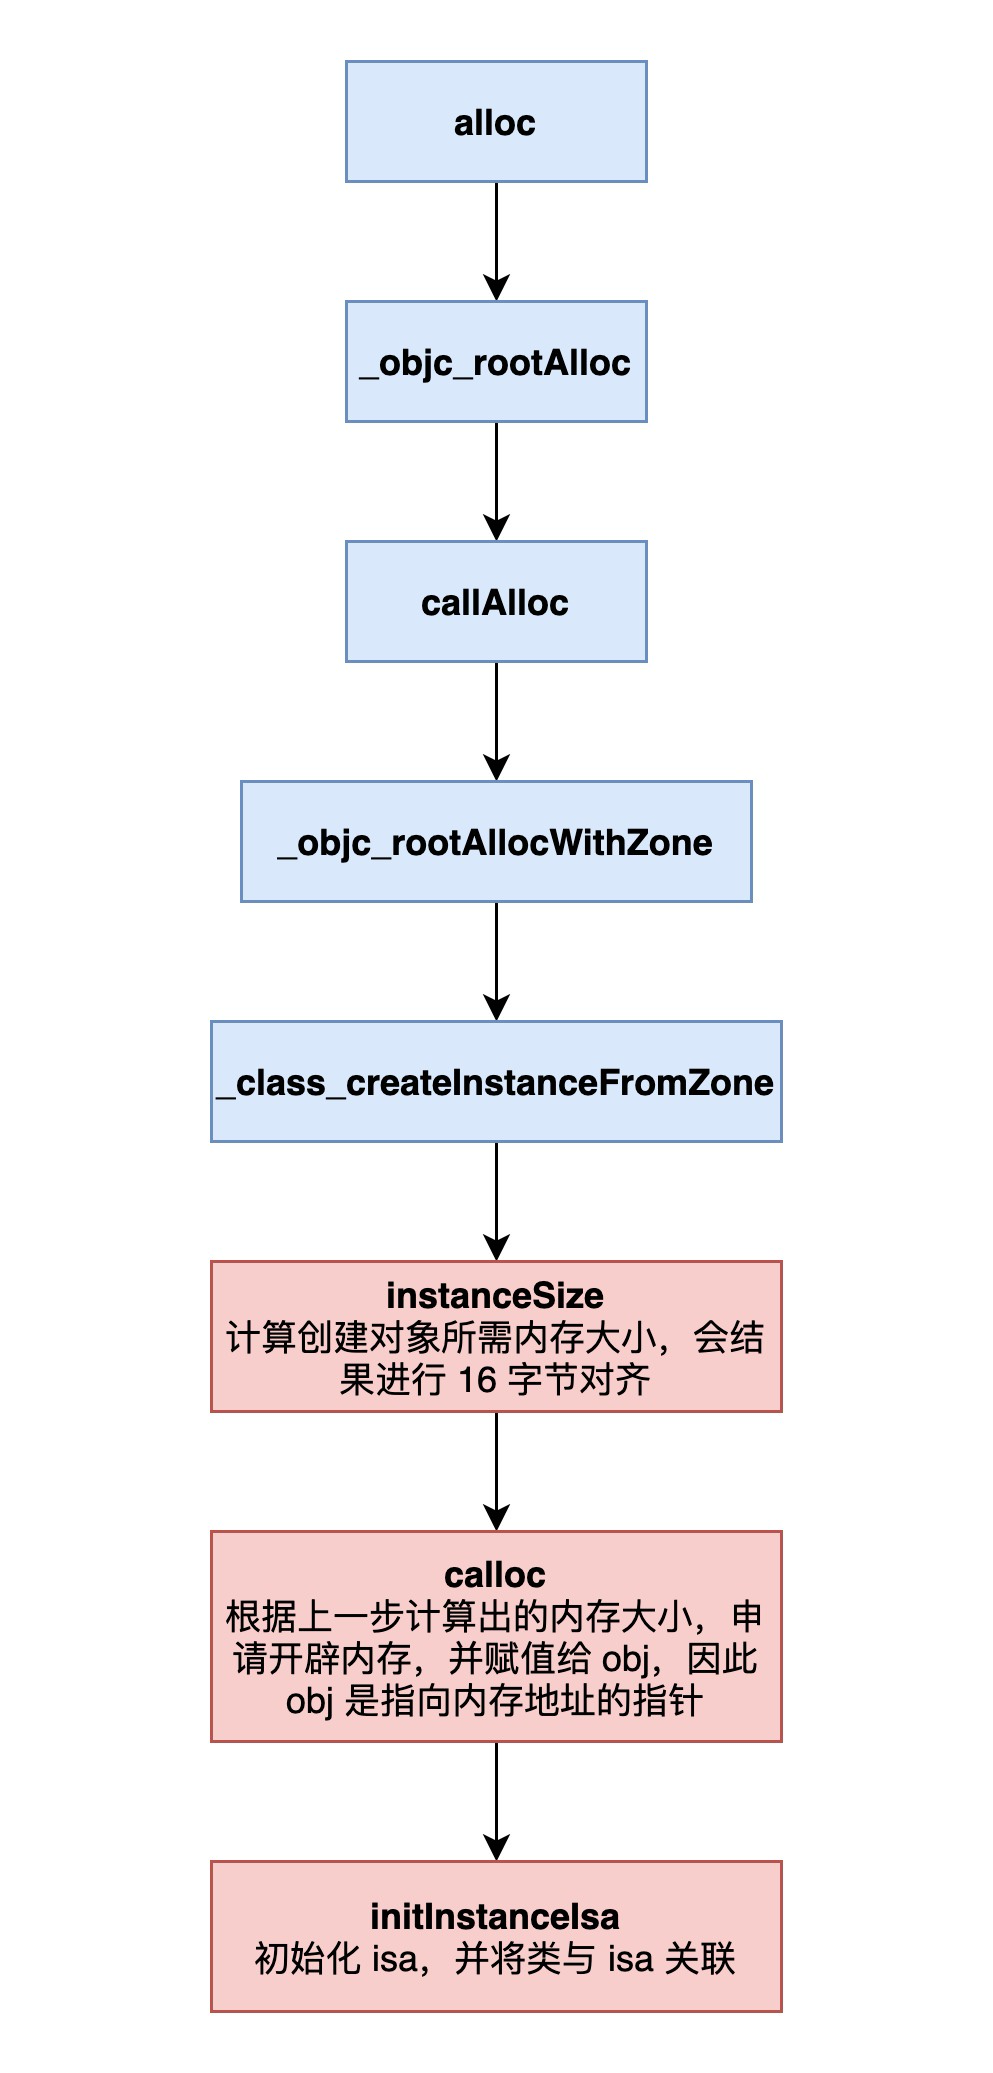 alloc
_objc_rootAlloc
callAlloc
_objc_rootAllocWithZone
_class_createInstanceFromZone
instanceSize
计算创建对象所需内存大小，会结
果进行 16 字节对齐
calloc
根据上一步计算出的内存大小，申
请开辟内存，并赋值给 obj，因此
obj 是指向内存地址的指针
initInstanceIsa
初始化 isa，并将类与 isa 关联